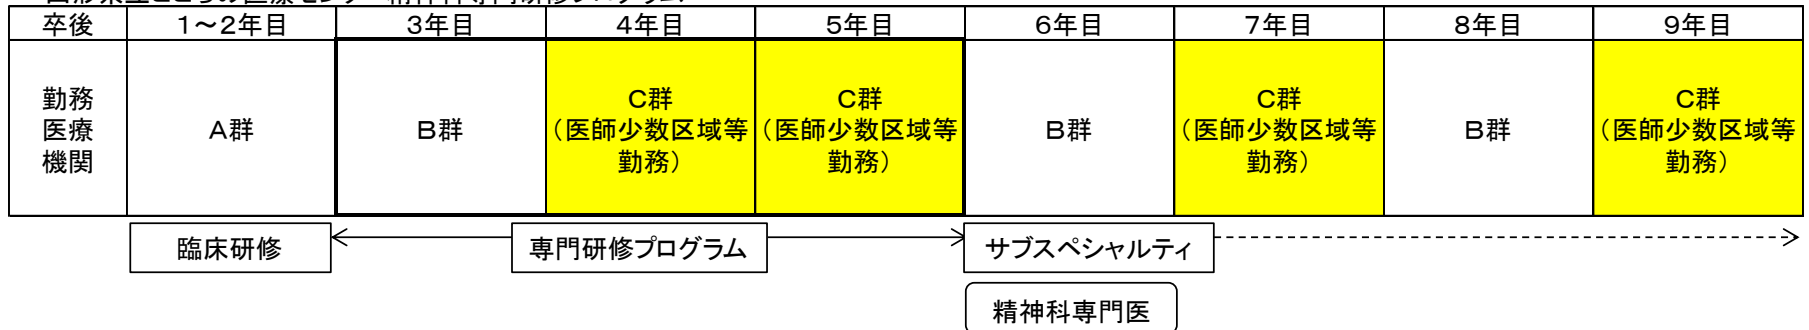 卒後 1～2年目 3年目 4年目 5年目 6年目 7年目 8年目 9年目
勤務
医療
機関
A群
B群
C群
(医師少数区域等
勤務)
C群
(医師少数区域等
勤務)
B群
C群
(医師少数区域等
勤務)
B群
C群
(医師少数区域等
勤務)
臨床研修
専門研修プログラム
サブスペシャルティ
精神科専門医